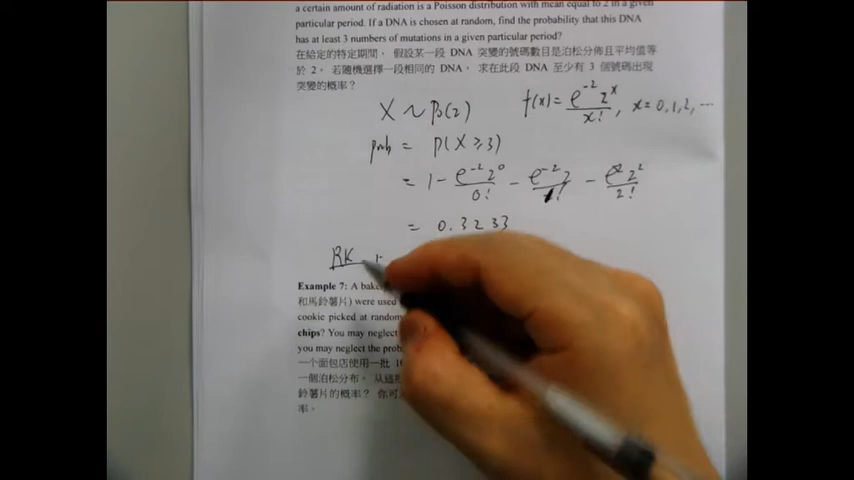 a certain amount of radiation is a Poisson distribution with mean equal to 2 in a given
particular period. If a DNA is chosen at random, find the probability that this DNA
has at least 3 numbers of mutations in a given particular period?
在給定的特定期間， 假設某一段 DNA 突變的號碼數目是泊松分佈且平均值等
於 2。 若隨機選擇一段相同的 DNA， 求在此段 DNA 至少有 3 個號碼出現
突變的概率？
X ~ Po(2) f(x) = e^{-2} 2^x / x! , x = 0, 1, 2, ...
prob = P(X ≥ 3)
= 1 - e^{-2} 2^0 / 0! - e^{-2} 2 / 1! - e^{-2} 2^2 / 2!
= 0.3233
RK
Example 7: A bake
和馬鈴薯片) were used
cookie picked at random
chips? You may neglect
you may neglect the prob
一个面包店使用一批
一個泊松分布。 从這
鈴薯片的概率？ 你可
率。